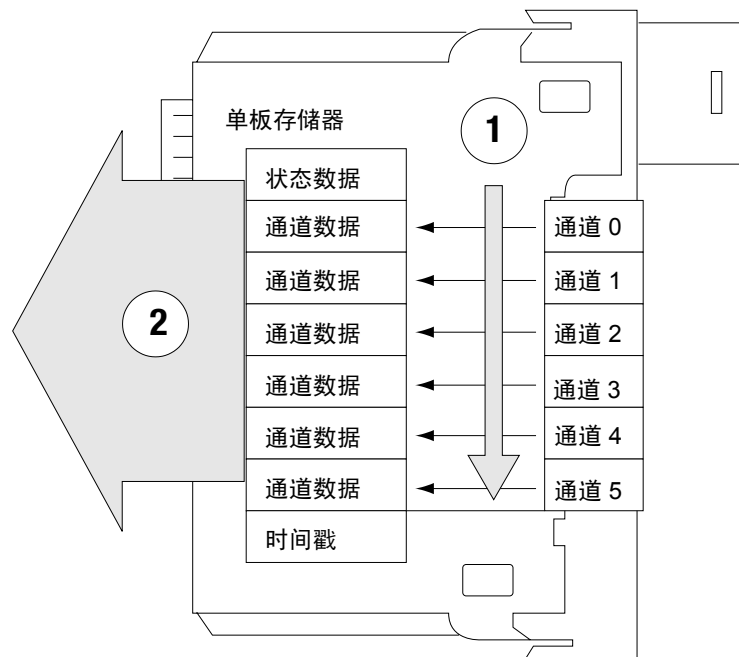 单板存储器
1
状态数据
通道数据 通道 0
通道数据 通道 1
通道数据 通道 2
2
通道数据 通道 3
通道数据 通道 4
通道数据 通道 5
时间戳